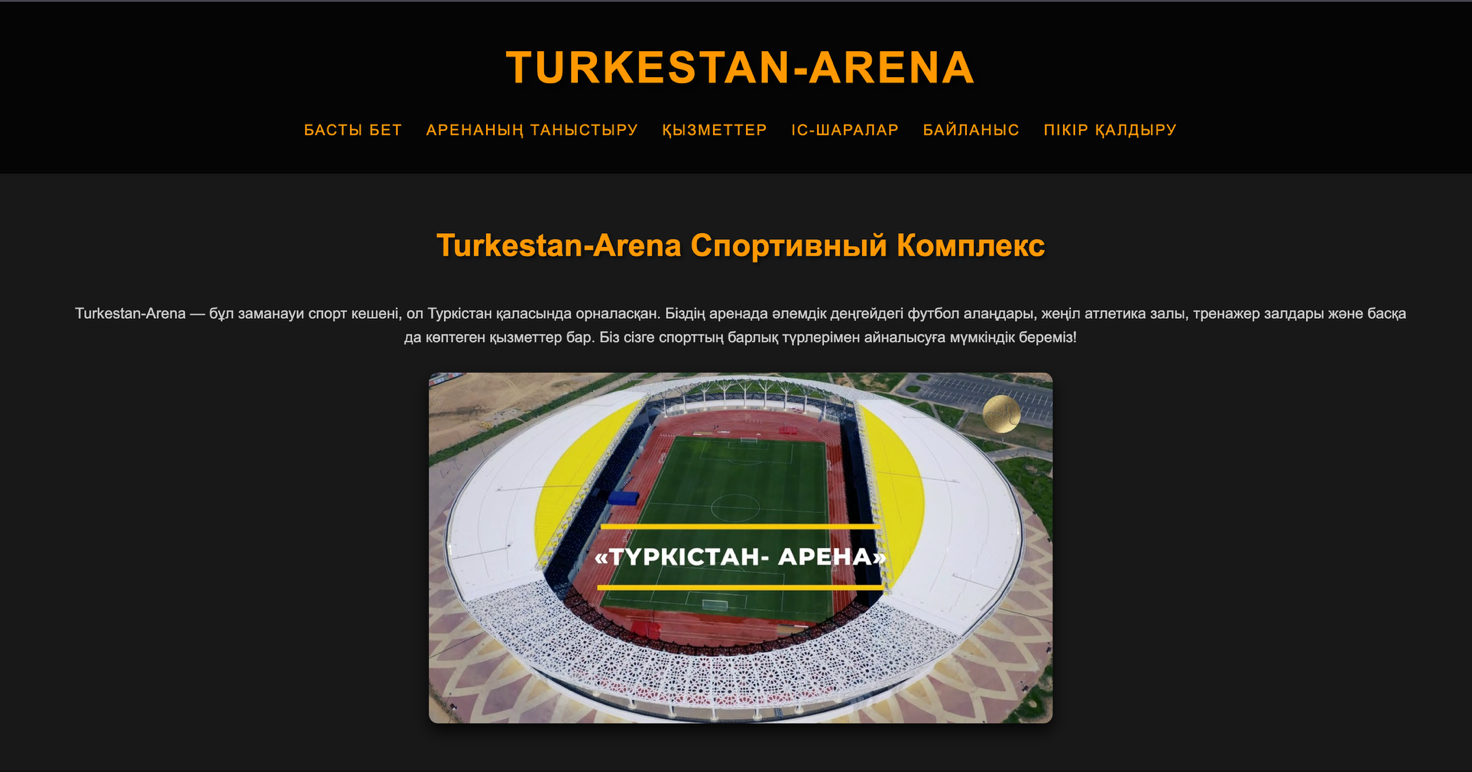 TURKESTAN-ARENA
БАСТЫ БЕТ АРЕНАНЫҢ ТАНЫСТЫРУ ҚЫЗМЕТТЕР ІС-ШАРАЛАР БАЙЛАНЫС ПІКІР ҚАЛДЫРУ
Turkestan-Arena Спортивный Комплекс
Turkestan-Arena — бұл заманауи спорт кешені, ол Туркістан қаласында орналасқан. Біздің аренада әлемдік деңгейдегі футбол алаңдары, жеңіл атлетика залы, тренажер залдары және басқа
да көптеген қызметтер бар. Біз сізге спорттың барлық түрлерімен айналысуға мүмкіндік береміз!
«ТҮРКІСТАН- АРЕНА»